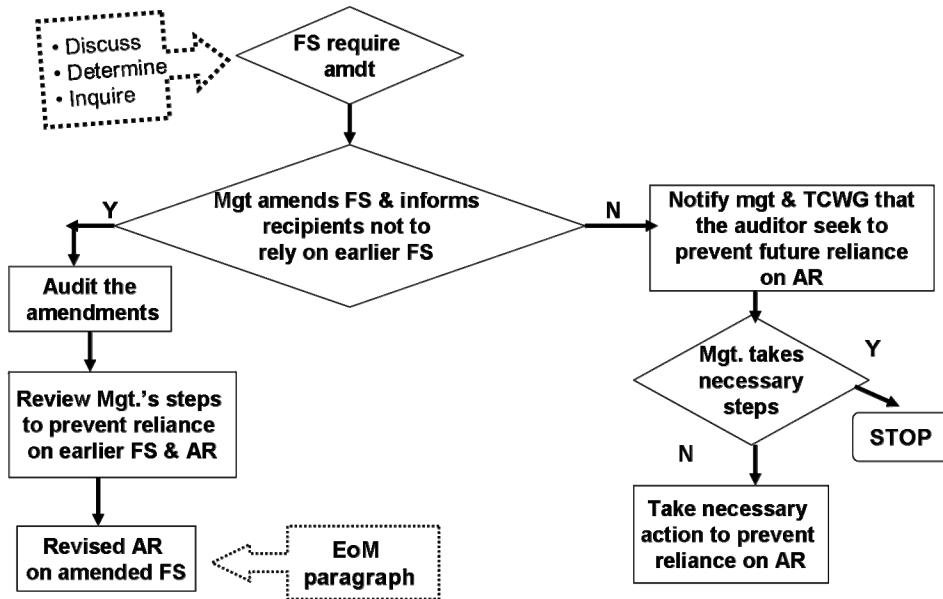 • Discuss
• Determine
• Inquire
FS require
amdt
Mgt amends FS & informs
recipients not to
rely on earlier FS
Y
N
Notify mgt & TCWG that
the auditor seek to
prevent future reliance
on AR
Audit the
amendments
Mgt. takes
necessary
steps
Y
STOP
N
Review Mgt.'s steps
to prevent reliance
on earlier FS & AR
Take necessary
action to prevent
reliance on AR
Revised AR
on amended FS
EoM
paragraph